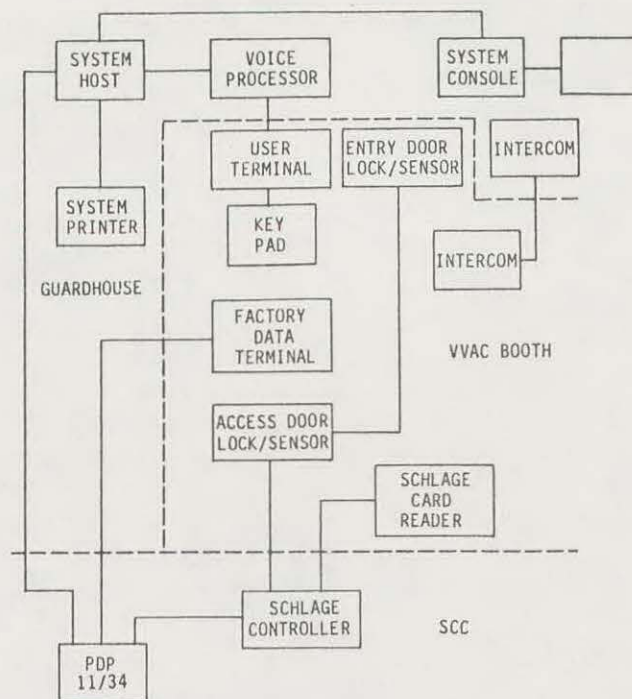 SYSTEM
HOST
VOICE
PROCESSOR
SYSTEM
CONSOLE
USER
TERMINAL
ENTRY DOOR
LOCK/SENSOR
INTERCOM
SYSTEM
PRINTER
KEY
PAD
INTERCOM
GUARDHOUSE
FACTORY
DATA
TERMINAL
VVAC BOOTH
ACCESS DOOR
LOCK/SENSOR
SCHLAGE
CARD
READER
SCHLAGE
CONTROLLER
SCC
PDP
11/34